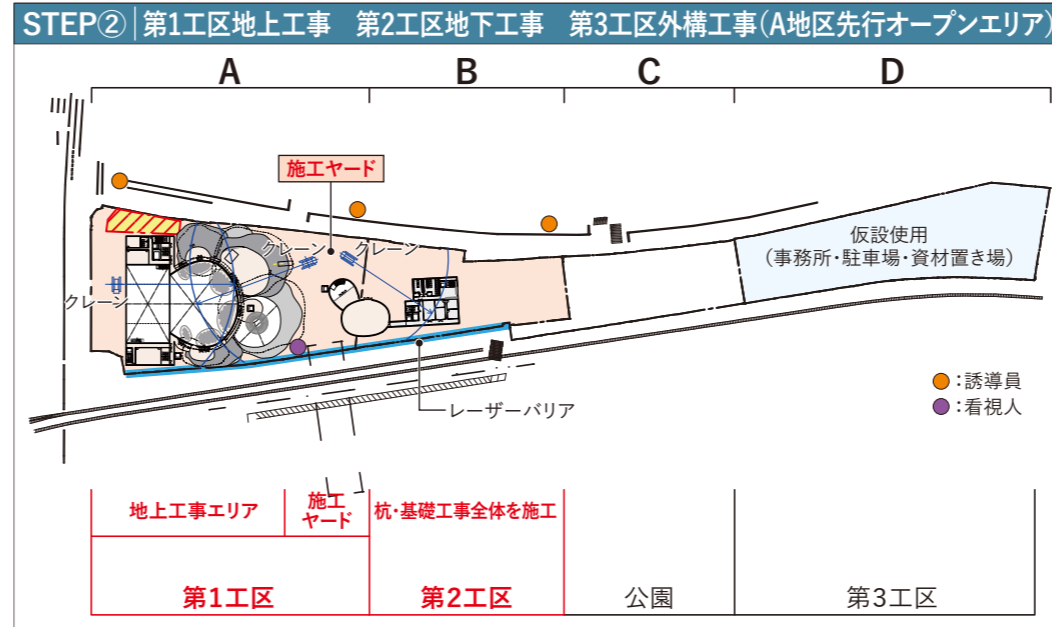 STEP②|第1工区地上工事 第2工区地下工事 第3工区外構工事(A地区先行オープンエリア)
A B C D
施工ヤード
クレーン クレーン
クレーン
仮設使用
(事務所・駐車場・資材置き場)
レーザーバリア
:誘導員
:看視人
地上工事エリア
施工
ヤード
杭・基礎工事全体を施工
第1工区 第2工区 公園 第3工区